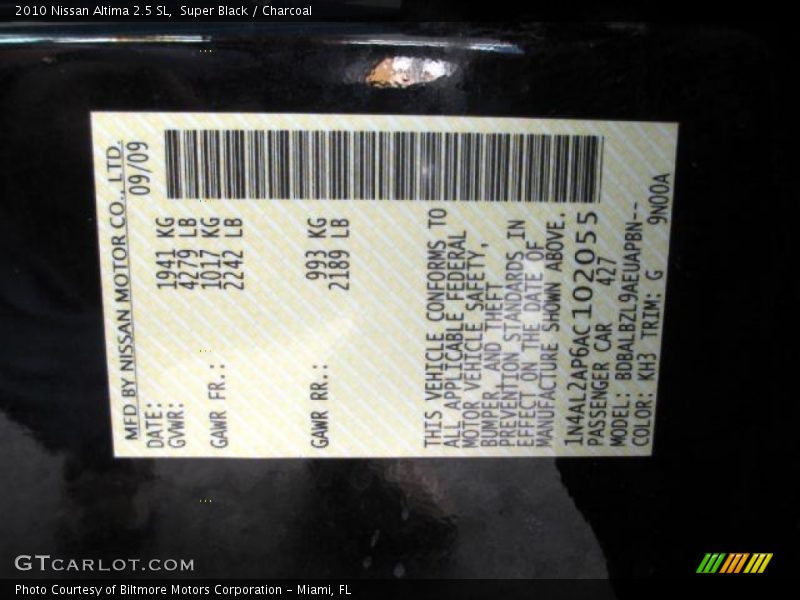 2010 Nissan Altima 2.5 SL,  Super Black / Charcoal
MFD BY NISSAN MOTOR CO., LTD.
DATE: 09/09
GVWR: 1941 KG
4279 LB
GAWR FR.: 1017 KG
2242 LB
GAWR RR.: 993 KG
2189 LB
THIS VEHICLE CONFORMS TO
ALL APPLICABLE FEDERAL
MOTOR VEHICLE SAFETY,
BUMPER, AND THEFT
PREVENTION STANDARDS IN
EFFECT ON THE DATE OF
MANUFACTURE SHOWN ABOVE.
1N4AL2AP6AC102055
PASSENGER CAR 427
MODEL: BDBALBZL9AEUAPBN--
COLOR: KH3 TRIM: G 9N00A
GTcarlot.com
Photo Courtesy of Biltmore Motors Corporation - Miami, FL